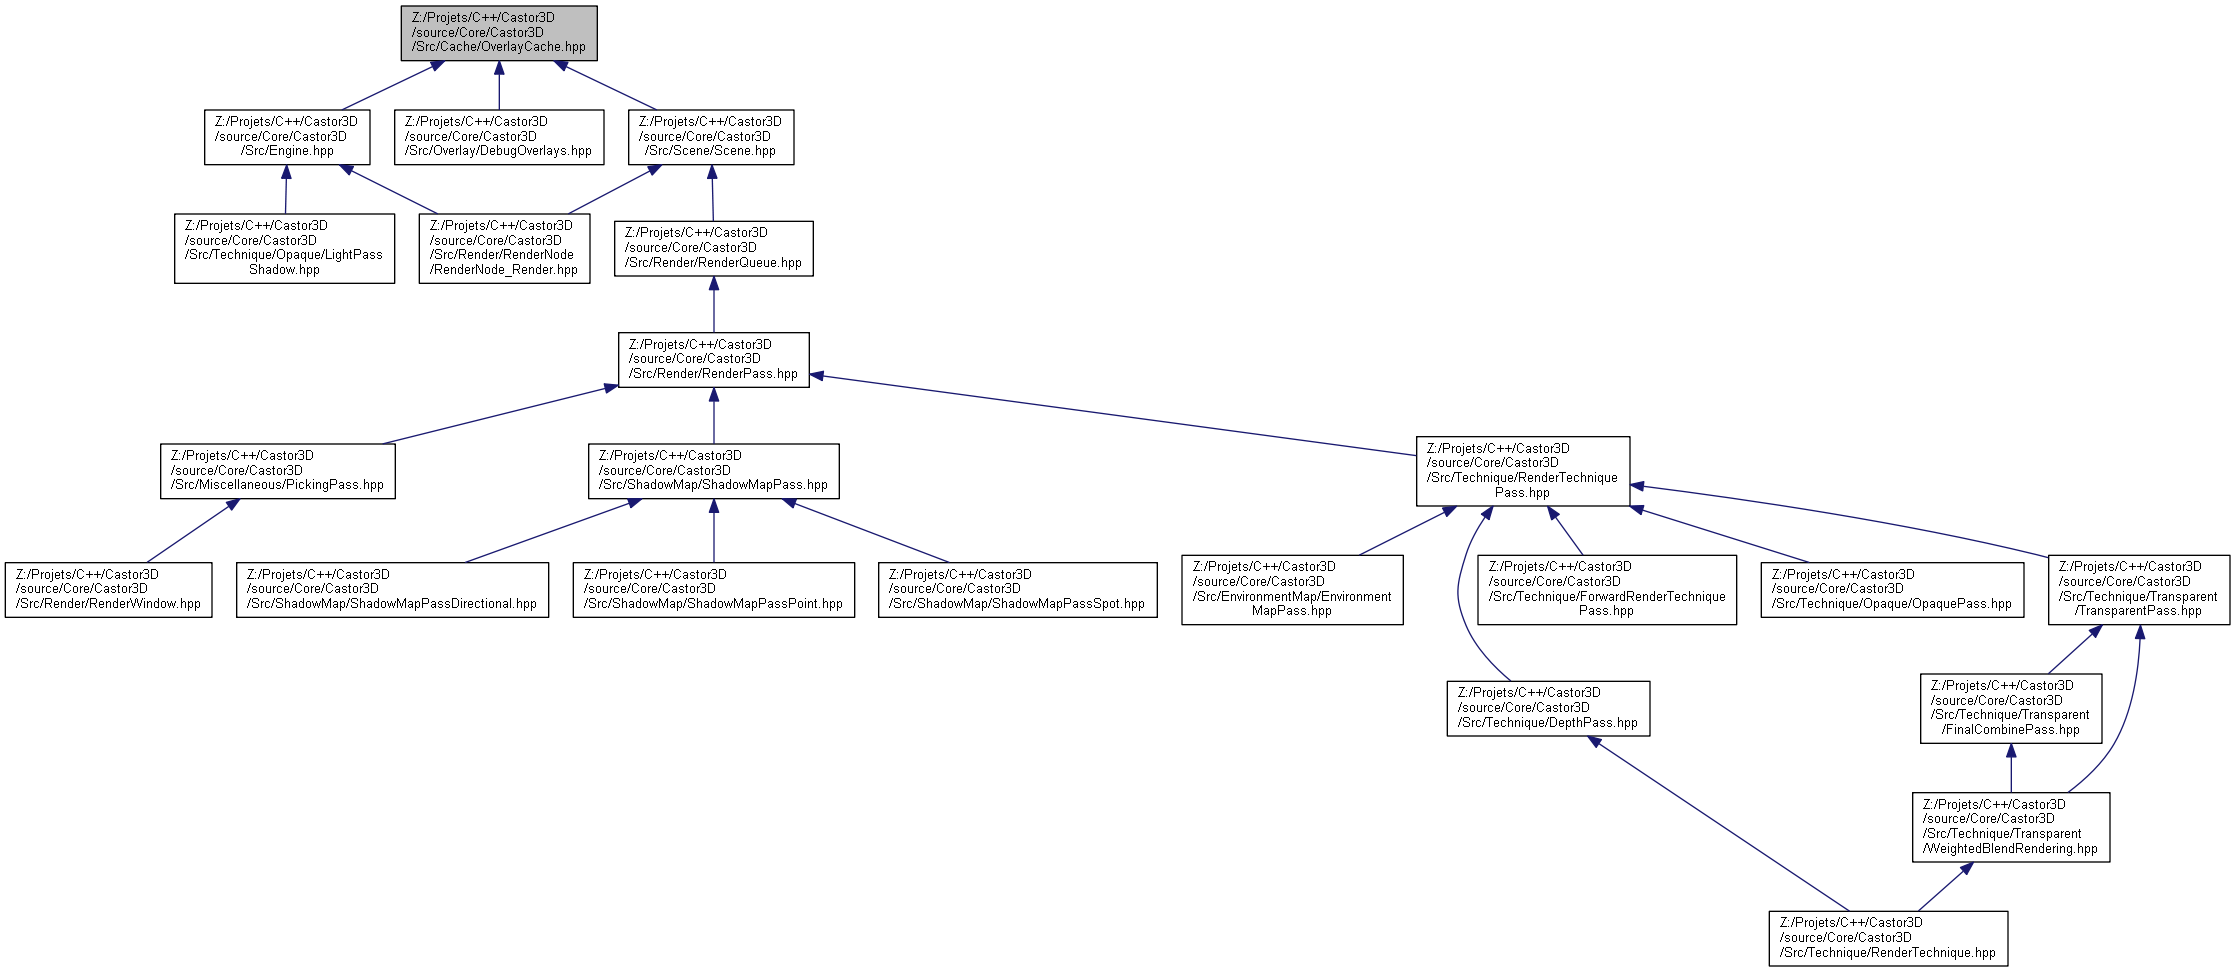 Z:/Projets/C++/Castor3D
/source/Core/Castor3D
/Src/Cache/OverlayCache.hpp
Z:/Projets/C++/Castor3D
/source/Core/Castor3D
/Src/Engine.hpp
Z:/Projets/C++/Castor3D
/source/Core/Castor3D
/Src/Overlay/DebugOverlays.hpp
Z:/Projets/C++/Castor3D
/source/Core/Castor3D
/Src/Scene/Scene.hpp
Z:/Projets/C++/Castor3D
/source/Core/Castor3D
/Src/Technique/Opaque/LightPass
Shadow.hpp
Z:/Projets/C++/Castor3D
/source/Core/Castor3D
/Src/Render/RenderNode
/RenderNode_Render.hpp
Z:/Projets/C++/Castor3D
/source/Core/Castor3D
/Src/Render/RenderQueue.hpp
Z:/Projets/C++/Castor3D
/source/Core/Castor3D
/Src/Render/RenderPass.hpp
Z:/Projets/C++/Castor3D
/source/Core/Castor3D
/Src/Miscellaneous/PickingPass.hpp
Z:/Projets/C++/Castor3D
/source/Core/Castor3D
/Src/ShadowMap/ShadowMapPass.hpp
Z:/Projets/C++/Castor3D
/source/Core/Castor3D
/Src/Technique/RenderTechnique
Pass.hpp
Z:/Projets/C++/Castor3D
/source/Core/Castor3D
/Src/Render/RenderWindow.hpp
Z:/Projets/C++/Castor3D
/source/Core/Castor3D
/Src/ShadowMap/ShadowMapPassDirectional.hpp
Z:/Projets/C++/Castor3D
/source/Core/Castor3D
/Src/ShadowMap/ShadowMapPassPoint.hpp
Z:/Projets/C++/Castor3D
/source/Core/Castor3D
/Src/ShadowMap/ShadowMapPassSpot.hpp
Z:/Projets/C++/Castor3D
/source/Core/Castor3D
/Src/EnvironmentMap/Environment
MapPass.hpp
Z:/Projets/C++/Castor3D
/source/Core/Castor3D
/Src/Technique/ForwardRenderTechnique
Pass.hpp
Z:/Projets/C++/Castor3D
/source/Core/Castor3D
/Src/Technique/Opaque/OpaquePass.hpp
Z:/Projets/C++/Castor3D
/source/Core/Castor3D
/Src/Technique/Transparent
/TransparentPass.hpp
Z:/Projets/C++/Castor3D
/source/Core/Castor3D
/Src/Technique/DepthPass.hpp
Z:/Projets/C++/Castor3D
/source/Core/Castor3D
/Src/Technique/Transparent
/FinalCombinePass.hpp
Z:/Projets/C++/Castor3D
/source/Core/Castor3D
/Src/Technique/Transparent
/WeightedBlendRendering.hpp
Z:/Projets/C++/Castor3D
/source/Core/Castor3D
/Src/Technique/RenderTechnique.hpp